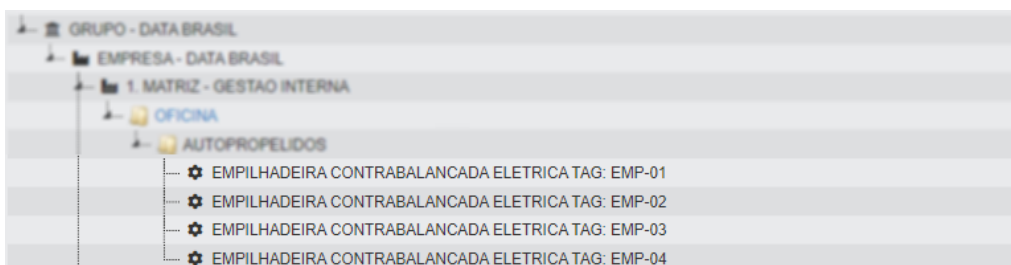 GRUPO - DATA BRASIL
EMPRESA - DATA BRASIL
1. MATRIZ - GESTAO INTERNA
OFICINA
AUTOPROPELIDOS
EMPILHADEIRA CONTRABALANCADA ELETRICA TAG: EMP-01
EMPILHADEIRA CONTRABALANCADA ELETRICA TAG: EMP-02
EMPILHADEIRA CONTRABALANCADA ELETRICA TAG: EMP-03
EMPILHADEIRA CONTRABALANCADA ELETRICA TAG: EMP-04